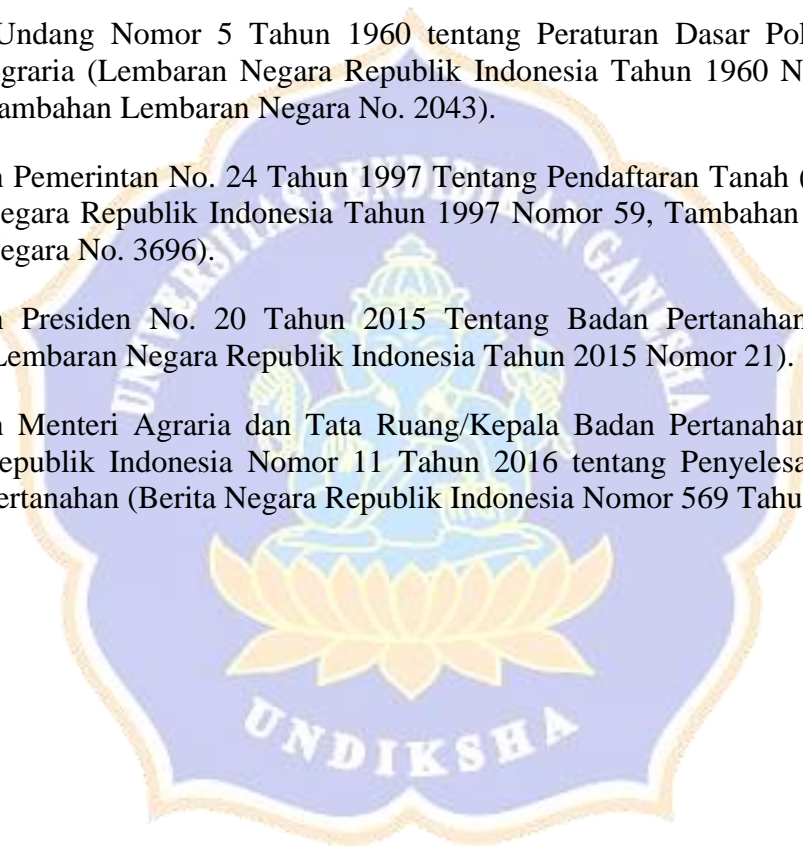 Undang Nomor 5 Tahun 1960 tentang Peraturan Dasar Pol
graria (Lembaran Negara Republik Indonesia Tahun 1960 N
ambahan Lembaran Negara No. 2043).
n Pemerintan No. 24 Tahun 1997 Tentang Pendaftaran Tanah (
egara Republik Indonesia Tahun 1997 Nomor 59, Tambahan
egara No. 3696).
n Presiden No. 20 Tahun 2015 Tentang Badan Pertanahan
Lembaran Negara Republik Indonesia Tahun 2015 Nomor 21).
n Menteri Agraria dan Tata Ruang/Kepala Badan Pertanahan
epublik Indonesia Nomor 11 Tahun 2016 tentang Penyelesa
ertanahan (Berita Negara Republik Indonesia Nomor 569 Tahu
UNIVERSITAS PENDIDIKAN GANESHA
UNDIKSHA